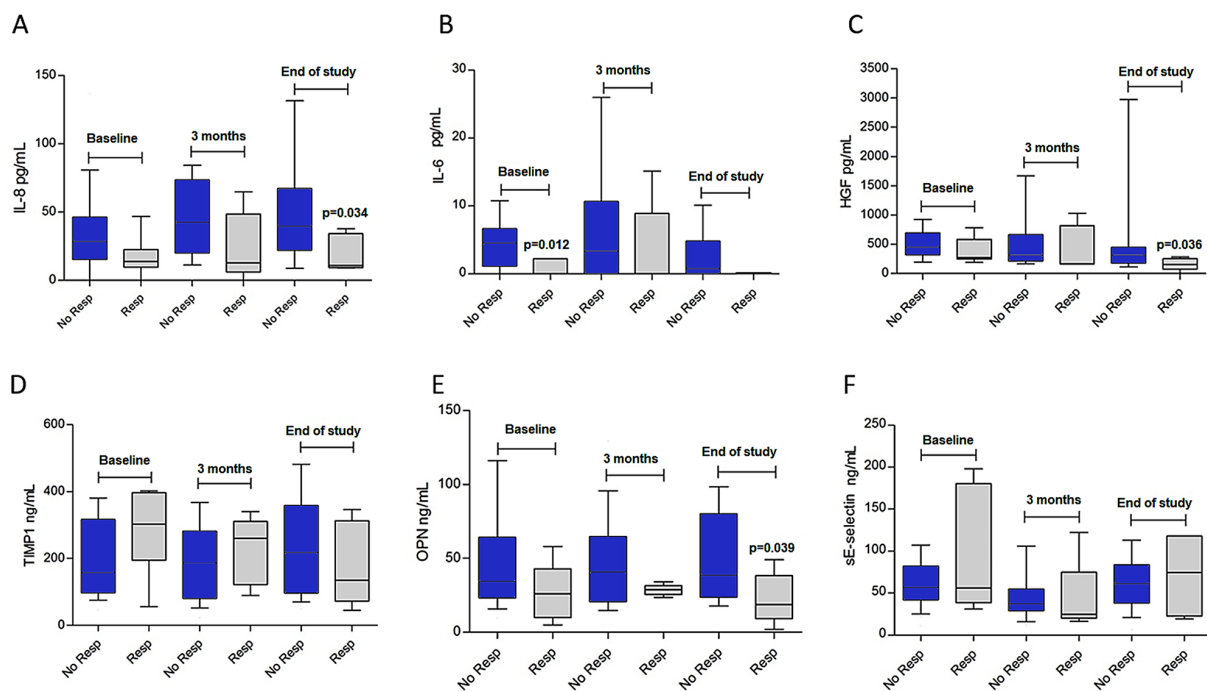 A
IL-8 pg/mL
150
100
50
0
Baseline
3 months
End of study
p=0.034
No Resp
Resp
No Resp
Resp
No Resp
Resp
B
IL-6 pg/mL
30
20
10
0
Baseline
3 months
End of study
p=0.012
No Resp
Resp
No Resp
Resp
No Resp
Resp
C
HGF pg/mL
3500
3000
2500
2000
1500
1000
500
0
Baseline
3 months
End of study
p=0.036
No Resp
Resp
No Resp
Resp
No Resp
Resp
D
TIMP1 ng/mL
600
400
200
0
Baseline
3 months
End of study
No Resp
Resp
No Resp
Resp
No Resp
Resp
E
OPN ng/mL
150
100
50
0
Baseline
3 months
End of study
p=0.039
No Resp
Resp
No Resp
Resp
No Resp
Resp
F
sE-selectin ng/mL
250
200
150
100
50
0
Baseline
3 months
End of study
No Resp
Resp
No Resp
Resp
No Resp
Resp